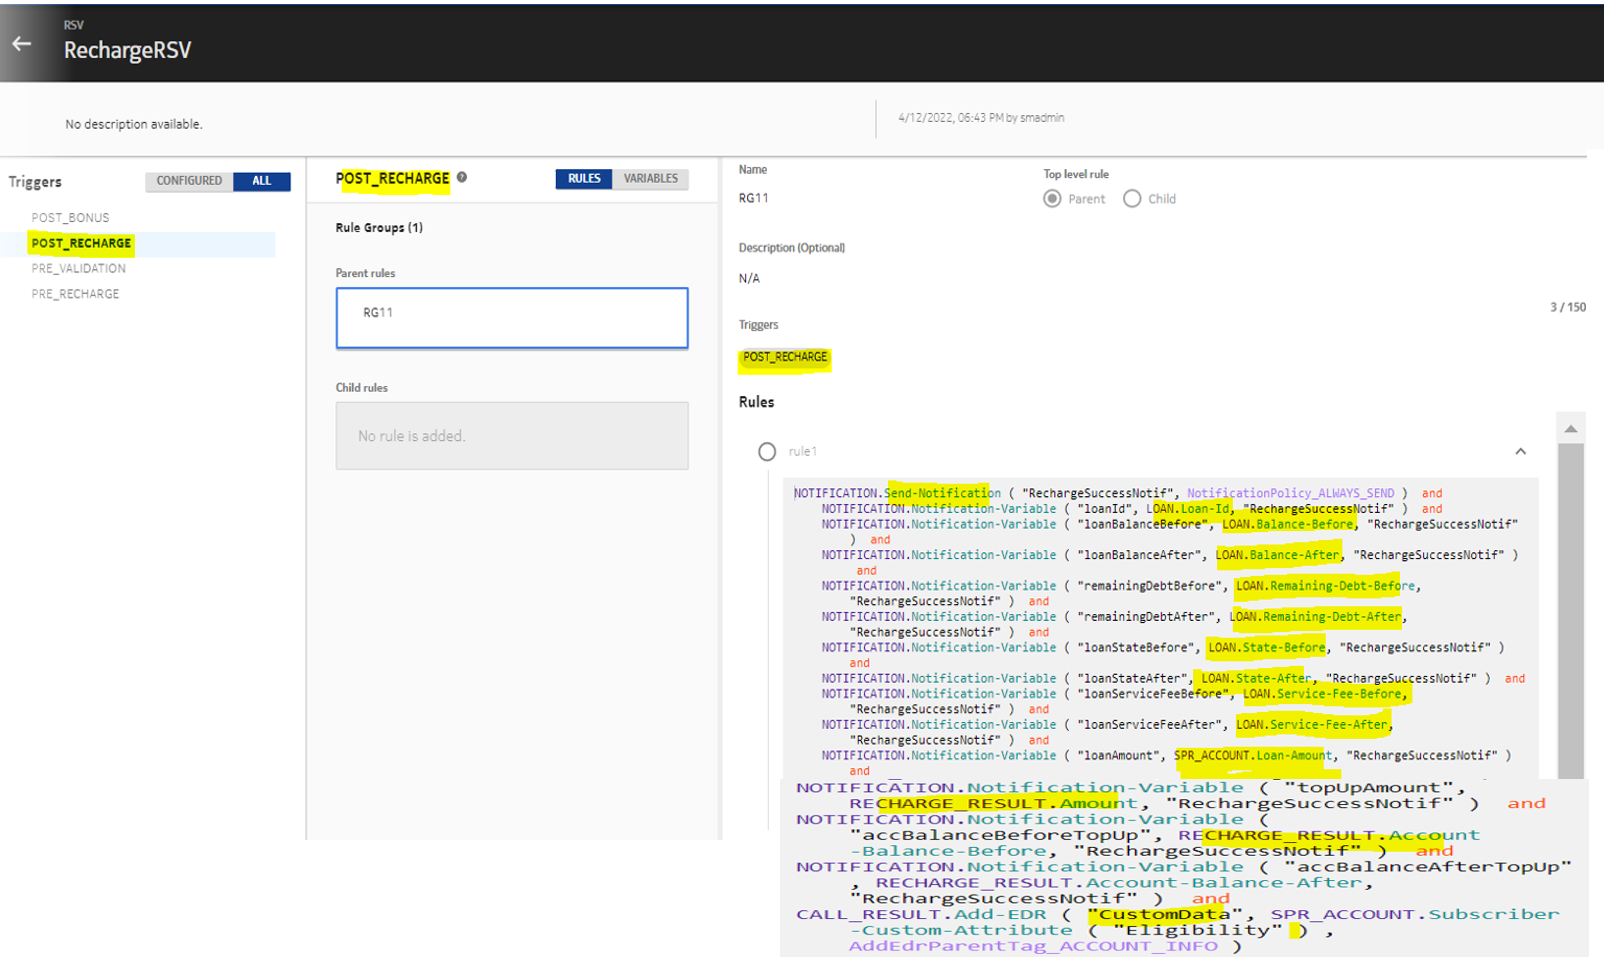 RSV
RechargeRSV
No description available.
4/12/2022, 06:43 PM by smadmin
Triggers
CONFIGURED
ALL
POST_BONUS
POST_RECHARGE
PRE_VALIDATION
PRE_RECHARGE
POST_RECHARGE
RULES
VARIABLES
Rule Groups (1)
Parent rules
RG11
Child rules
No rule is added.
Name
RG11
Top level rule
Parent
Child
Description (Optional)
N/A
3 / 150
Triggers
POST_RECHARGE
Rules
rule1
NOTIFICATION.Send-Notification ( "RechargeSuccessNotif", NotificationPolicy_ALWAYS_SEND ) and
NOTIFICATION.Notification-Variable ( "loanId", LOAN.Loan-Id, "RechargeSuccessNotif" ) and
NOTIFICATION.Notification-Variable ( "loanBalanceBefore", LOAN.Balance-Before, "RechargeSuccessNotif"
) and
NOTIFICATION.Notification-Variable ( "loanBalanceAfter", LOAN.Balance-After, "RechargeSuccessNotif" )
and
NOTIFICATION.Notification-Variable ( "remainingDebtBefore", LOAN.Remaining-Debt-Before,
"RechargeSuccessNotif" ) and
NOTIFICATION.Notification-Variable ( "remainingDebtAfter", LOAN.Remaining-Debt-After,
"RechargeSuccessNotif" ) and
NOTIFICATION.Notification-Variable ( "loanStateBefore", LOAN.State-Before, "RechargeSuccessNotif" )
and
NOTIFICATION.Notification-Variable ( "loanStateAfter", LOAN.State-After, "RechargeSuccessNotif" ) and
NOTIFICATION.Notification-Variable ( "loanServiceFeeBefore", LOAN.Service-Fee-Before,
"RechargeSuccessNotif" ) and
NOTIFICATION.Notification-Variable ( "loanServiceFeeAfter", LOAN.Service-Fee-After,
"RechargeSuccessNotif" ) and
NOTIFICATION.Notification-Variable ( "loanAmount", SPR_ACCOUNT.Loan-Amount, "RechargeSuccessNotif" )
and
NOTIFICATION.Notification-Variable ( "topUpAmount",
RECHARGE_RESULT.Amount, "RechargeSuccessNotif" ) and
NOTIFICATION.Notification-Variable (
"accBalanceBeforeTopUp", RECHARGE_RESULT.Account
-Balance-Before, "RechargeSuccessNotif" ) and
NOTIFICATION.Notification-Variable ( "accBalanceAfterTopUp"
, RECHARGE_RESULT.Account-Balance-After,
"RechargeSuccessNotif" ) and
CALL_RESULT.Add-EDR ( "CustomData", SPR_ACCOUNT.Subscriber
-Custom-Attribute ( "Eligibility" ) ,
AddEdrParentTag_ACCOUNT_INFO )